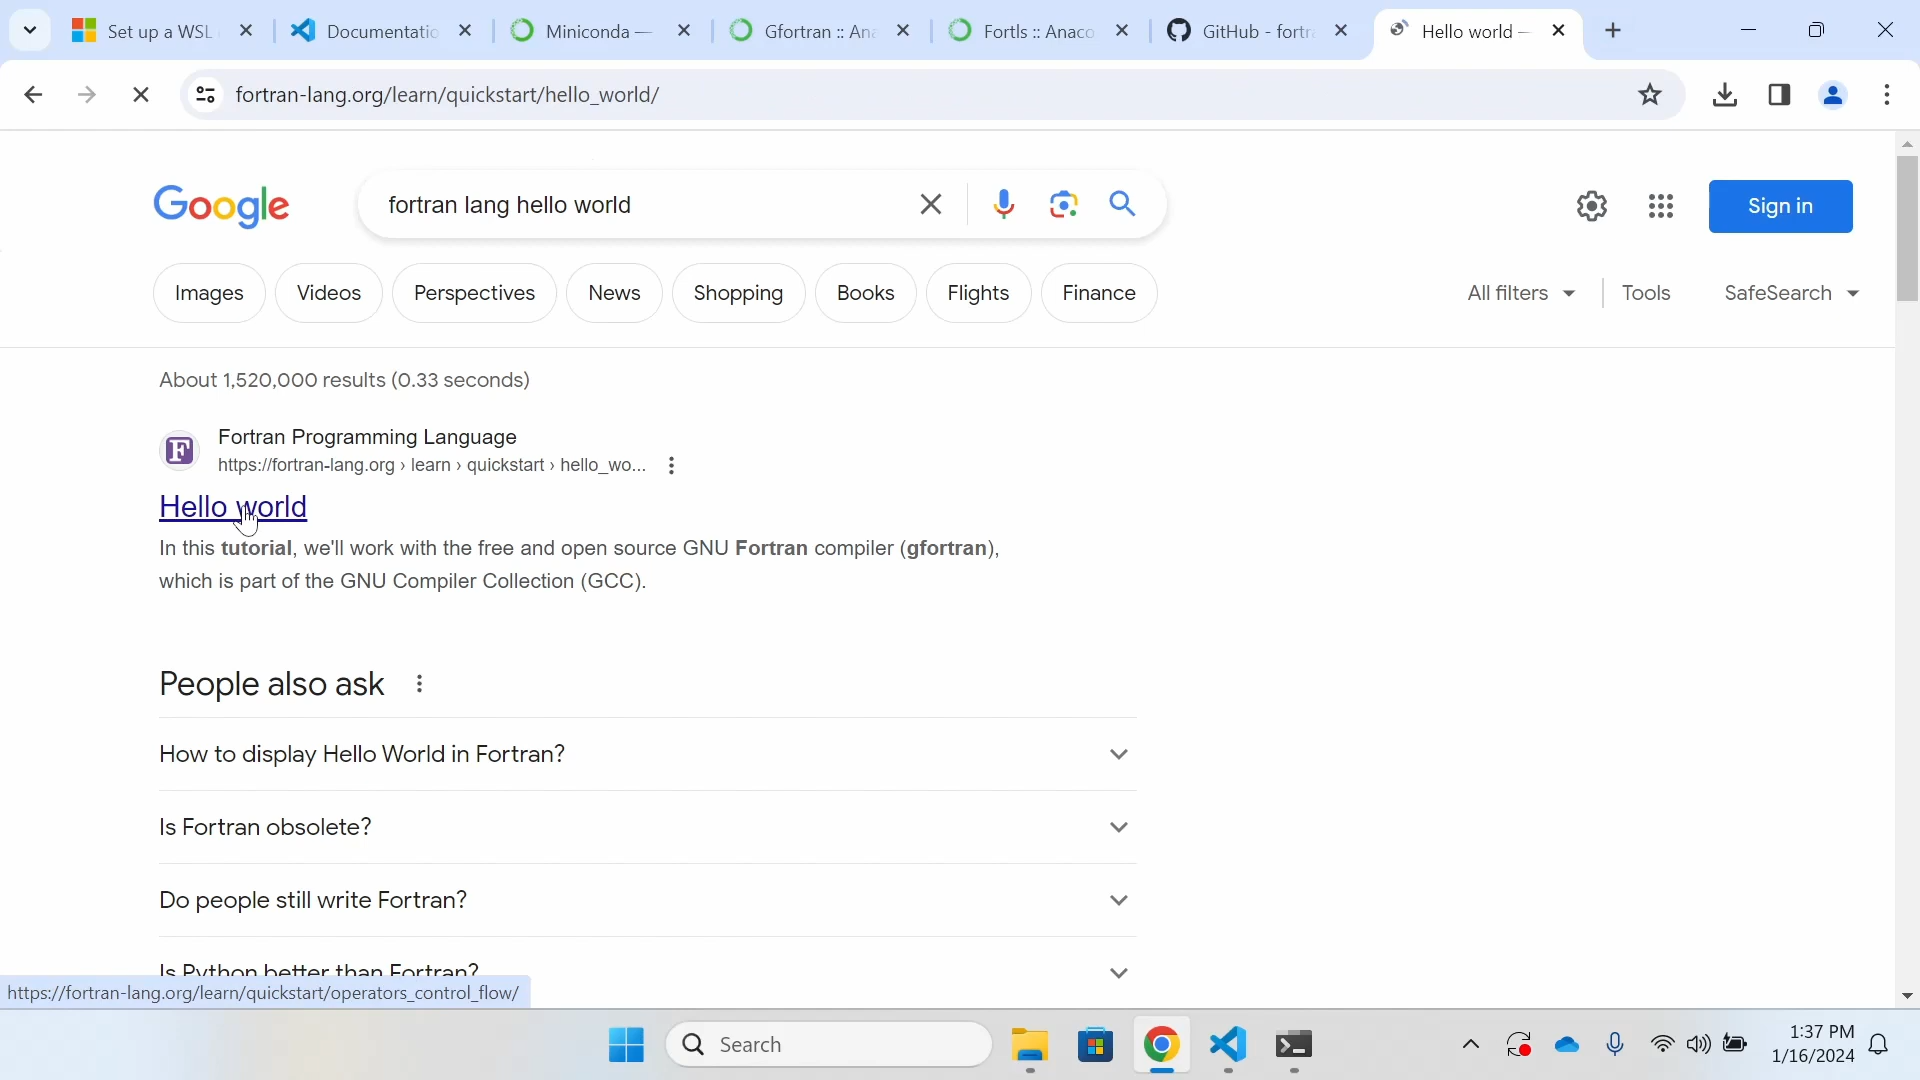 Set up a WSL
Documentatio
Miniconda —
Gfortran :: Ana
Fortls :: Anaco
GitHub - fortra
Hello world —
fortran-lang.org/learn/quickstart/hello_world/
Google
fortran lang hello world
Sign in
Images
Videos
Perspectives
News
Shopping
Books
Flights
Finance
All filters
Tools
SafeSearch
About 1,520,000 results (0.33 seconds)
F
Fortran Programming Language
https://fortran-lang.org › learn › quickstart › hello_wo...
Hello world
In this tutorial, we'll work with the free and open source GNU Fortran compiler (gfortran),
which is part of the GNU Compiler Collection (GCC).
People also ask
How to display Hello World in Fortran?
Is Fortran obsolete?
Do people still write Fortran?
Is Python better than Fortran?
https://fortran-lang.org/learn/quickstart/operators_control_flow/
Search
1:37 PM
1/16/2024